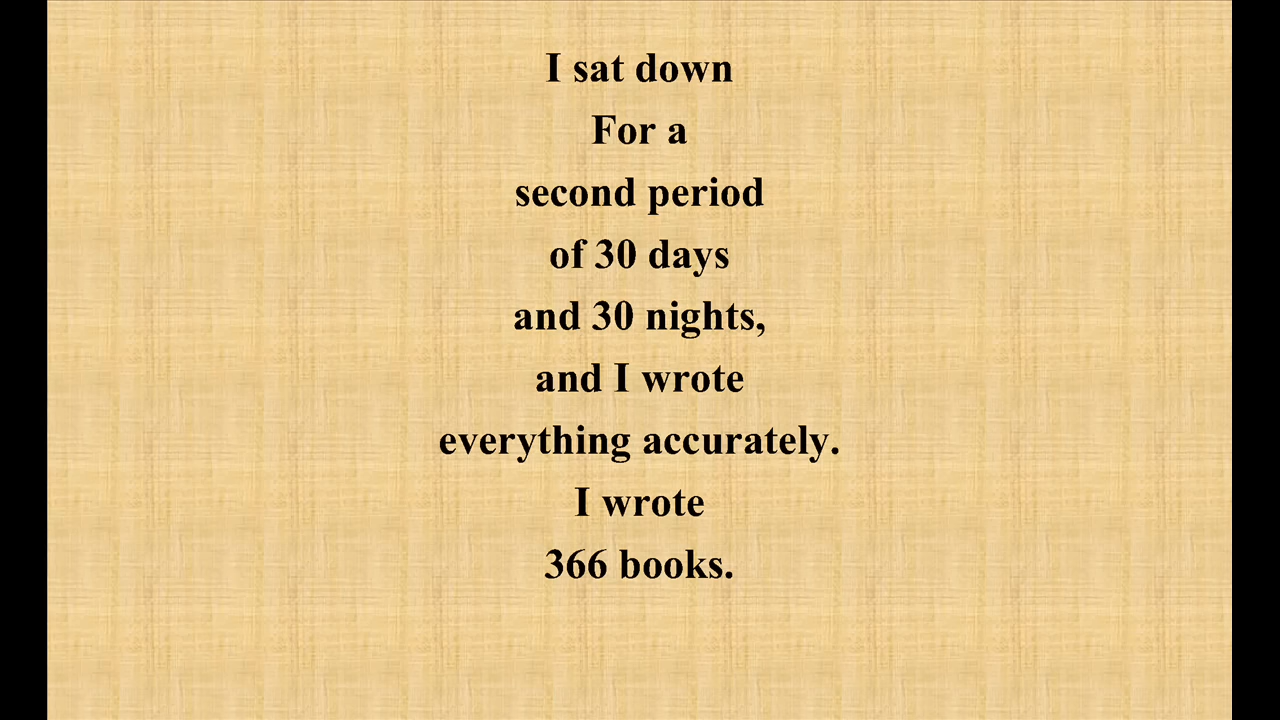 I sat down
For a
second period
of 30 days
and 30 nights,
and I wrote
everything accurately.
I wrote
366 books.